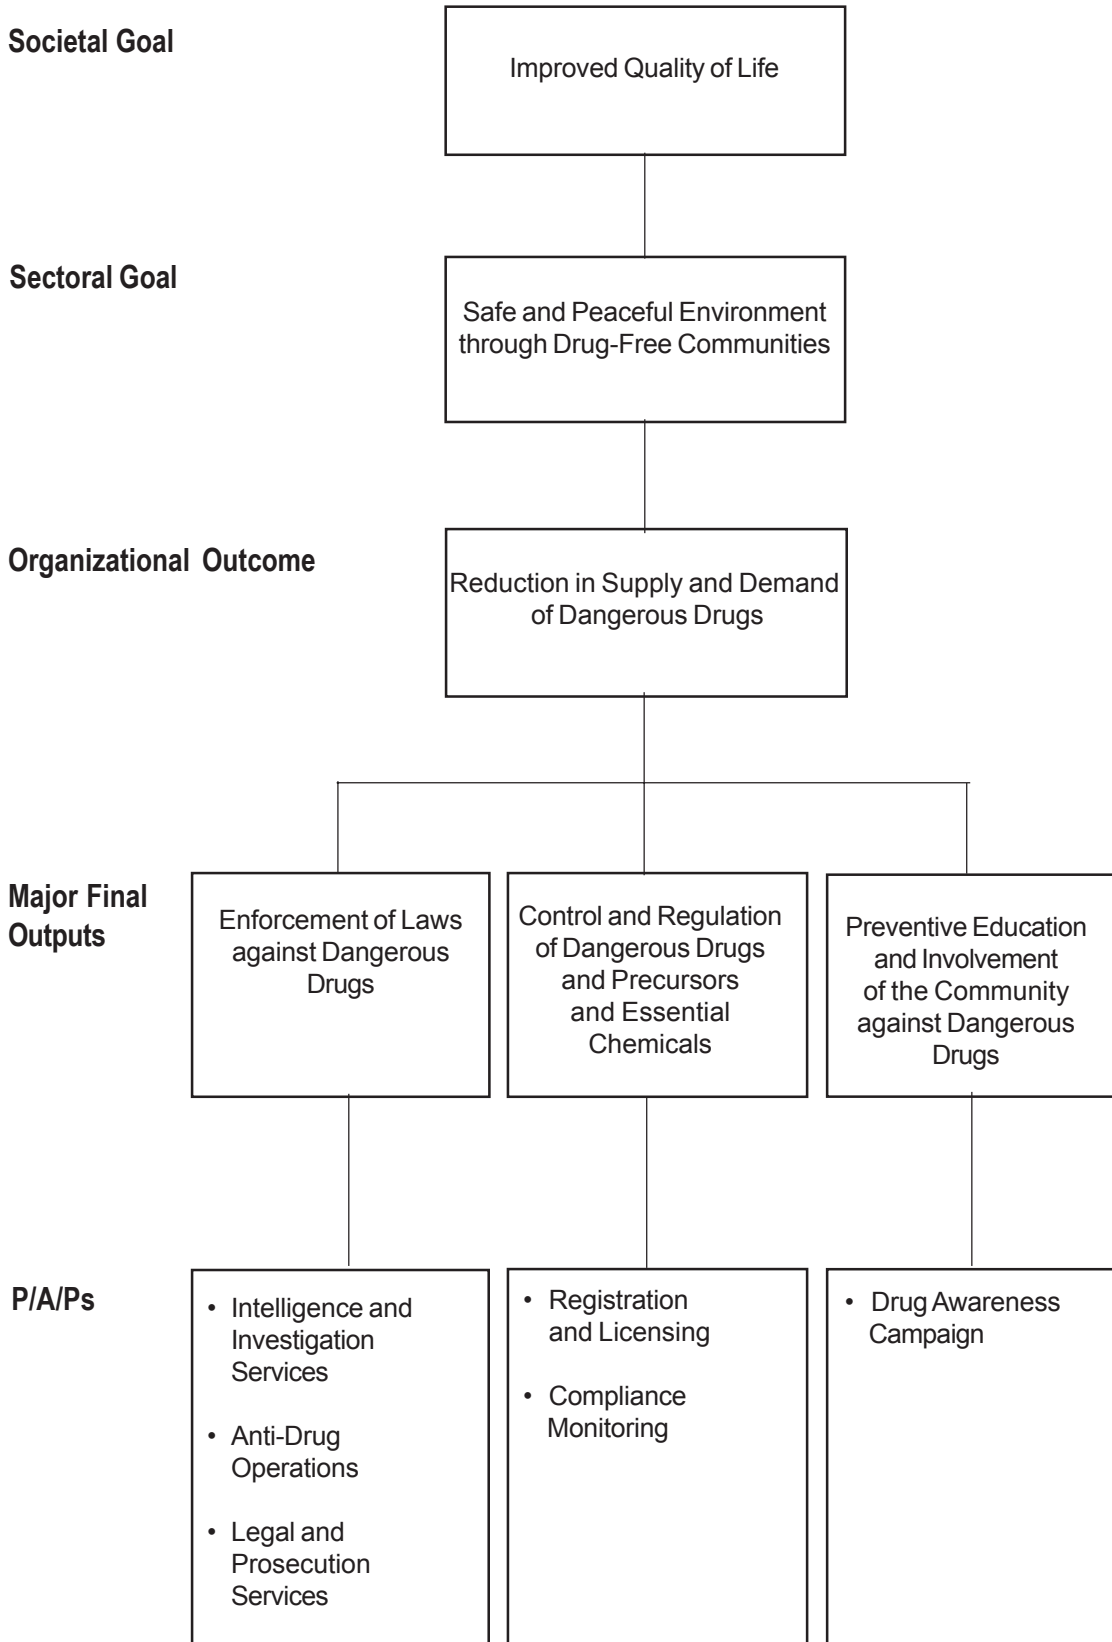 Societal Goal
Improved Quality of Life
Sectoral Goal
Safe and Peaceful Environment
through Drug-Free Communities
Organizational Outcome
Reduction in Supply and Demand
of Dangerous Drugs
Major Final
Outputs
Enforcement of Laws
against Dangerous
Drugs
Control and Regulation
of Dangerous Drugs
and Precursors
and Essential
Chemicals
Preventive Education
and Involvement
of the Community
against Dangerous
Drugs
P/A/Ps
• Intelligence and
Investigation
Services
• Anti-Drug
Operations
• Legal and
Prosecution
Services
• Registration
and Licensing
• Compliance
Monitoring
• Drug Awareness
Campaign